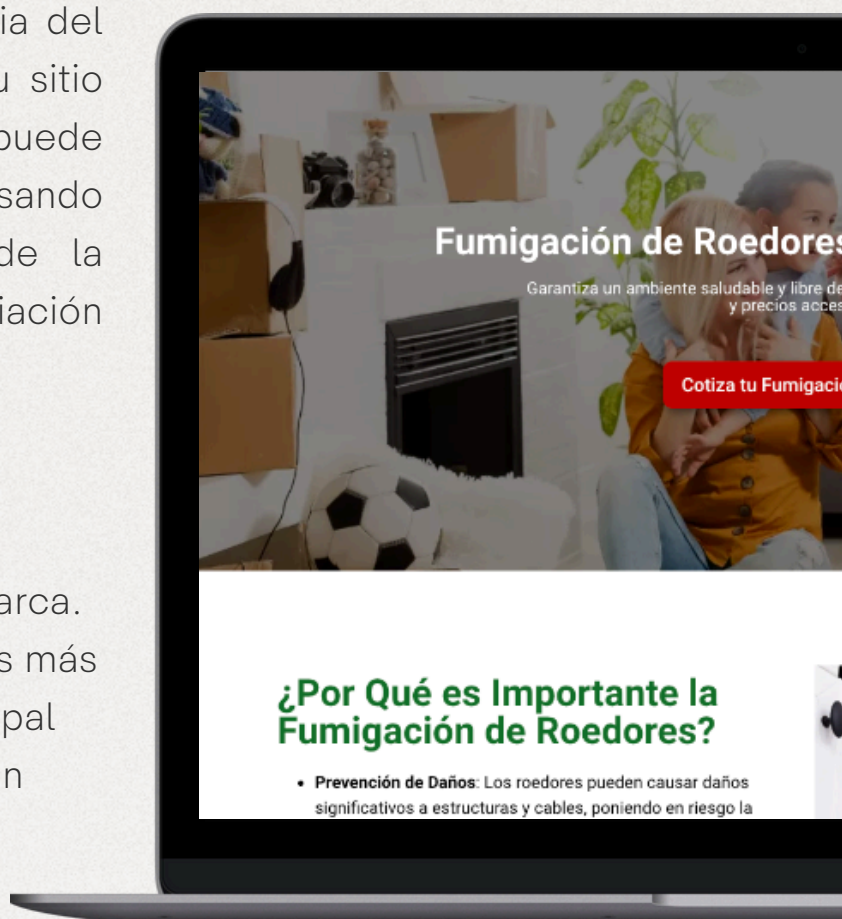 ia del
u sitio
puede
sando
de la
iación
arca.
s más
pal
n
Fumigación de Roedores
Garantiza un ambiente saludable y libre de
y precios acces
Cotiza tu Fumigaci
¿Por Qué es Importante la
Fumigación de Roedores?
• Prevención de Daños: Los roedores pueden causar daños
significativos a estructuras y cables, poniendo en riesgo la